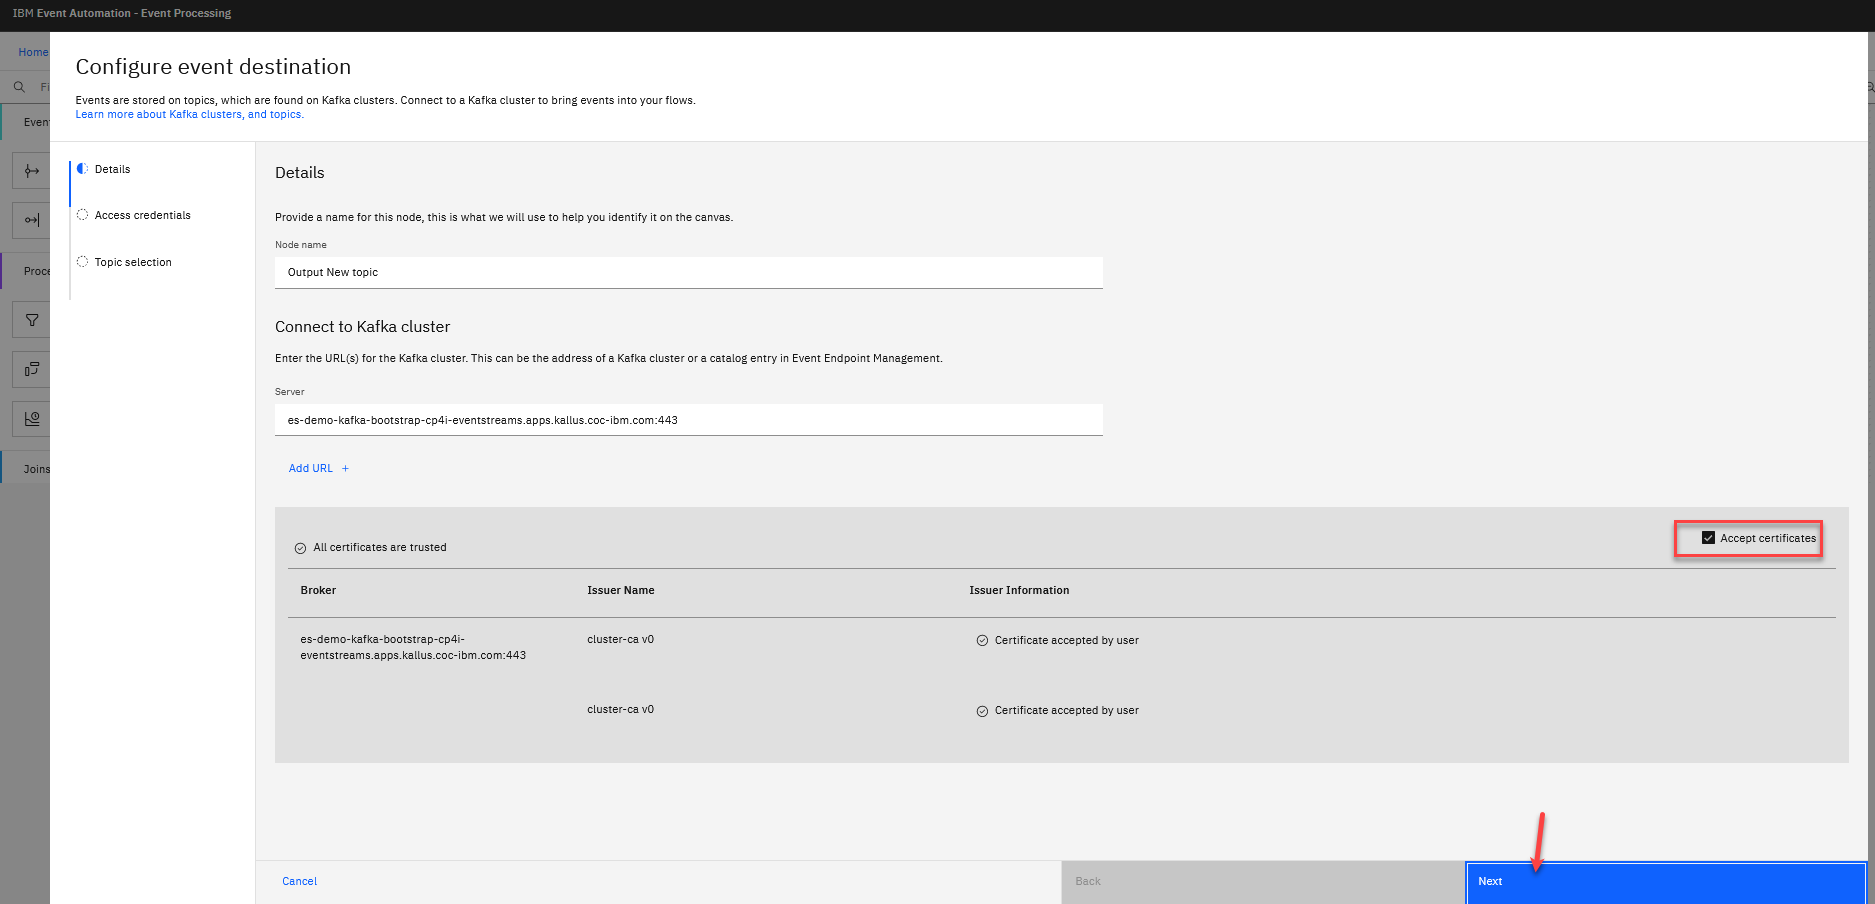 IBM Event Automation - Event Processing
Home
Configure event destination
Events are stored on topics, which are found on Kafka clusters. Connect to a Kafka cluster to bring events into your flows.
Learn more about Kafka clusters, and topics.
Details
Access credentials
Topic selection
Joins
Details
Provide a name for this node, this is what we will use to help you identify it on the canvas.
Node name
Output New topic
Connect to Kafka cluster
Enter the URL(s) for the Kafka cluster. This can be the address of a Kafka cluster or a catalog entry in Event Endpoint Management.
Server
es-demo-kafka-bootstrap-cp4i-eventstreams.apps.kallus.coc-ibm.com:443
Add URL +
All certificates are trusted
Accept certificates
Broker Issuer Name Issuer Information
es-demo-kafka-bootstrap-cp4i- cluster-ca v0 Certificate accepted by user
eventstreams.apps.kallus.coc-ibm.com:443
cluster-ca v0 Certificate accepted by user
Cancel
Back
Next